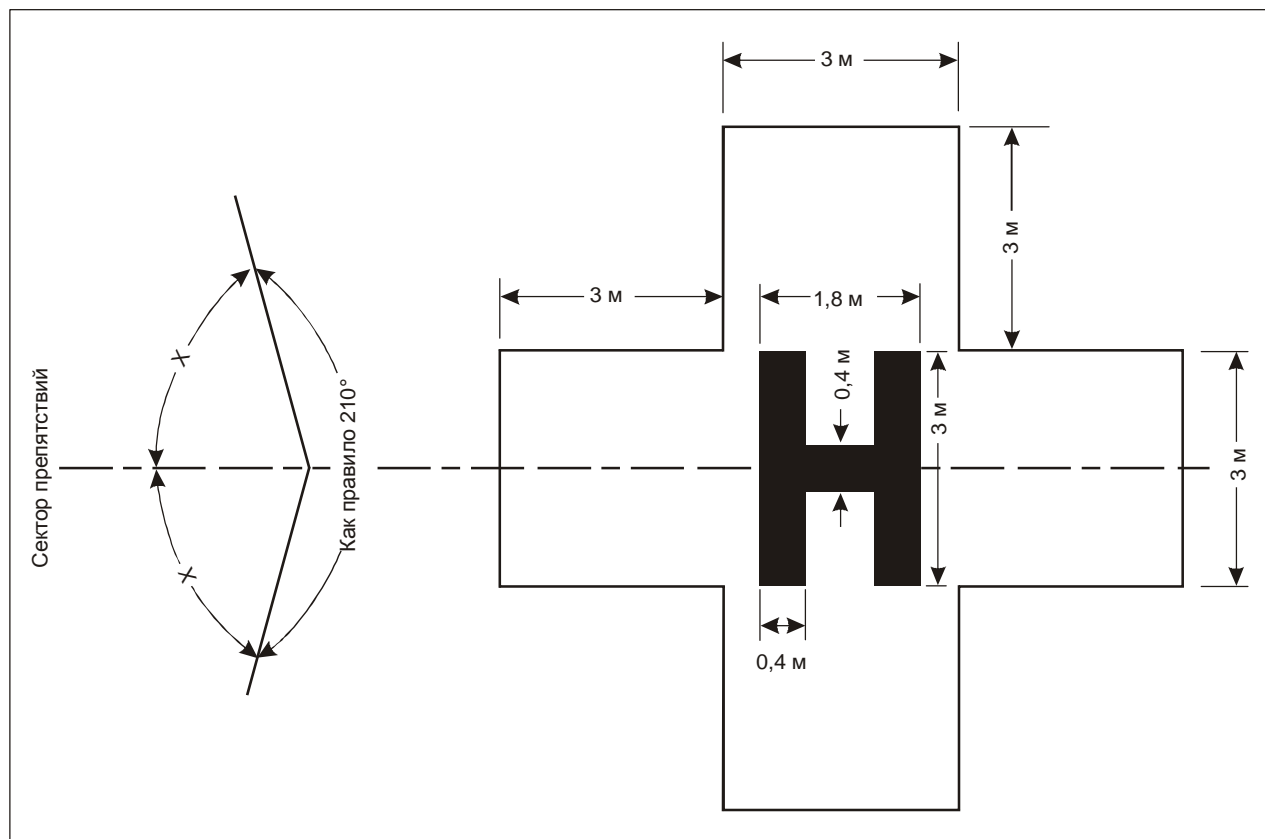 3 м
3 м
3 м
1,8 м
0,4 м
3 м
3 м
0,4 м
X
X
Сектор препятствий
Как правило 210°
H